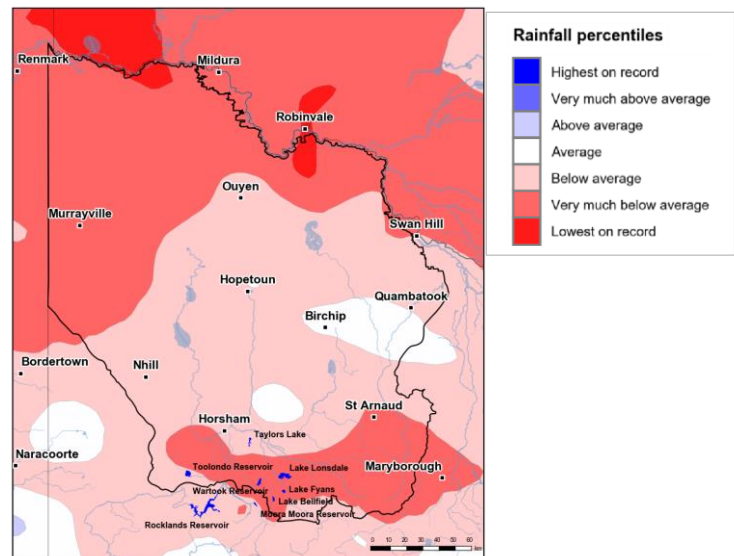 Renmark
Mildura
Robinvale
Ouyen
Murrayville
Swan Hill
Hopetoun
Quambatook
Birchip
Bordertown
Nhill
St Arnaud
Horsham
Taylors Lake
Naracoorte
Toolondo Reservoir
Lake Lonsdale
Maryborough
Wartook Reservoir
Lake Fyans
Lake Bellfield
Moora Moora Reservoir
Rocklands Reservoir
0 10 20 30 40 50 60
km
Rainfall percentiles
Highest on record
Very much above average
Above average
Average
Below average
Very much below average
Lowest on record